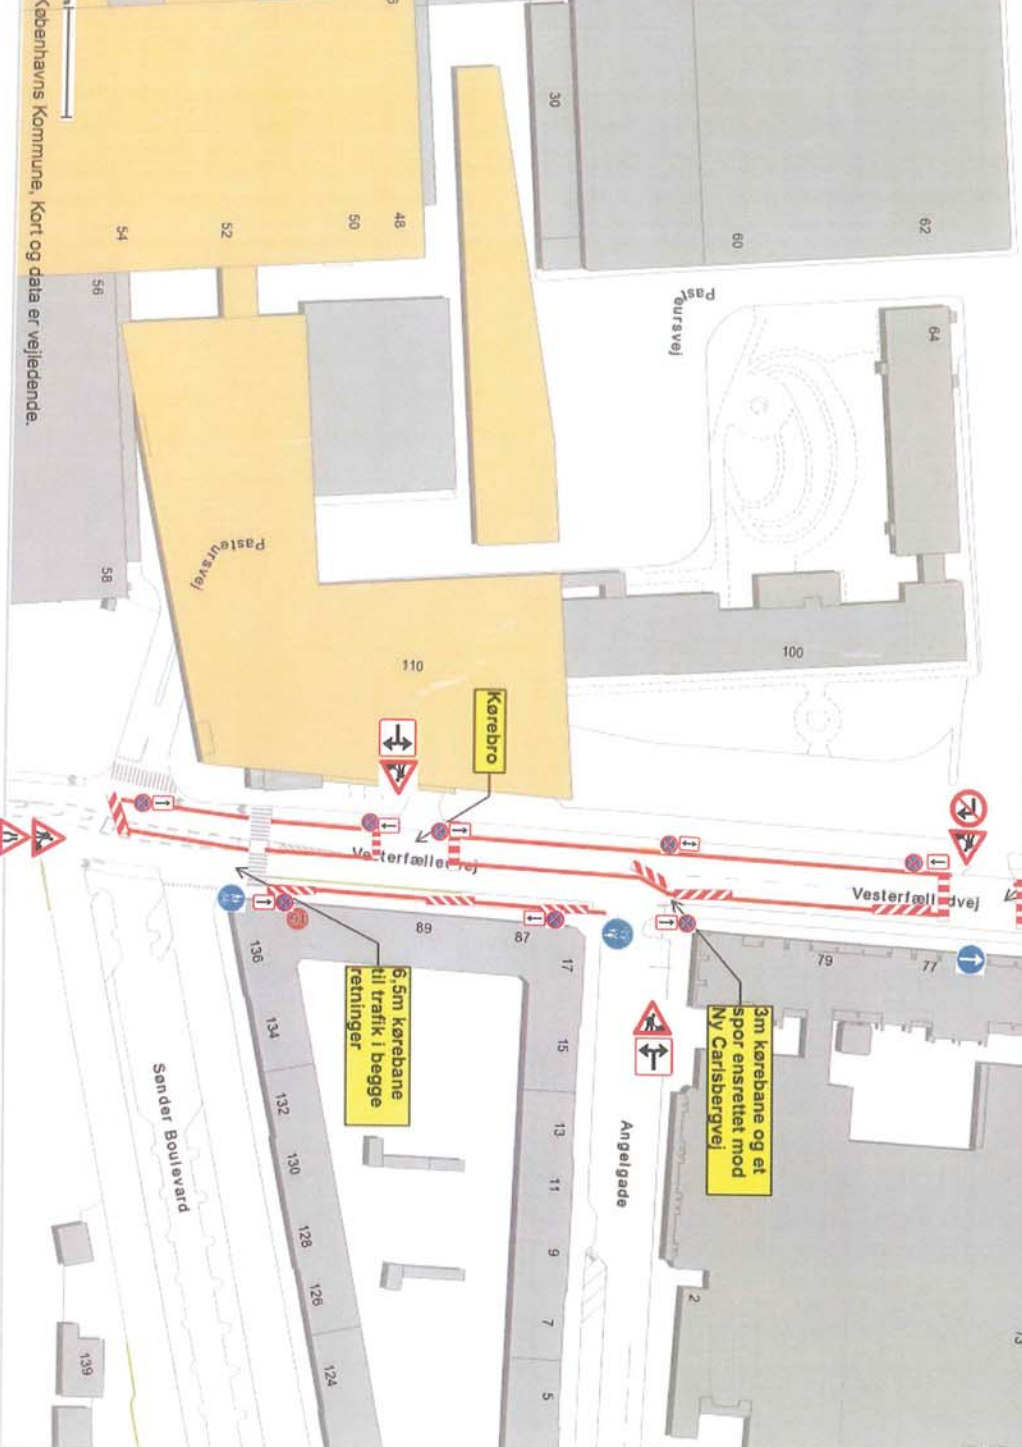 Københavns Kommune, Kort og data er vejledende.
30
60
62
64
48
50
52
54
56
58
Pasteursvej
Pasteursvej
100
110
Kørebro
Vesterfælledvej
Vesterfælledvej
3m kørebane og et
spor ensrettet mod
Ny Carlsbergvej
6,5m kørebane
til trafik i begge
retninger
77
79
87
89
17
15
13
11
9
7
5
2
136
134
132
130
128
126
124
139
Angelgade
Sønder Boulevard